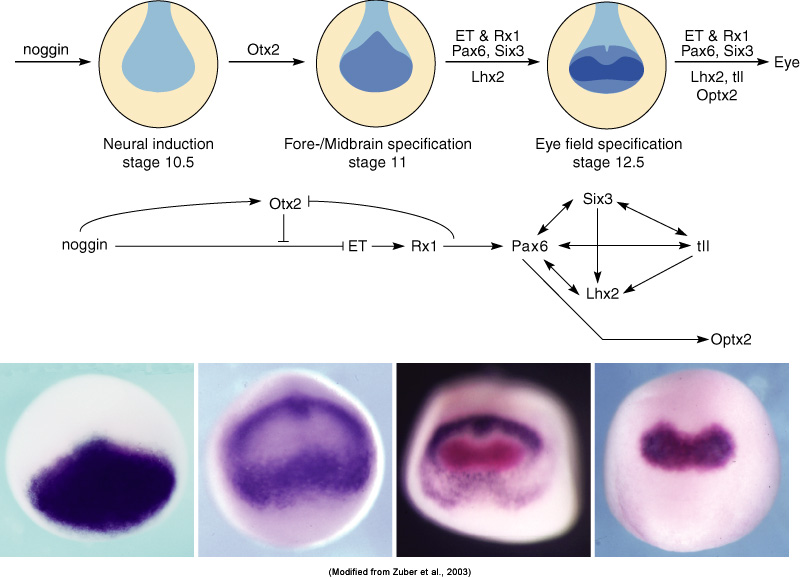 noggin
Otx2
ET & Rx1
Pax6, Six3
Lhx2
ET & Rx1
Pax6, Six3
Lhx2, tll
Optx2
Eye
Neural induction
stage 10.5
Fore-/Midbrain specification
stage 11
Eye field specification
stage 12.5
Six3
Otx2
noggin
ET
Rx1
Pax6
tll
Lhx2
Optx2
(Modified from Zuber et al., 2003)